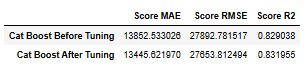 Score MAE Score RMSE Score R2
Cat Boost Before Tuning 13852.533026 27892.781517 0.829038
Cat Boost After Tuning 13445.621970 27653.812494 0.831955